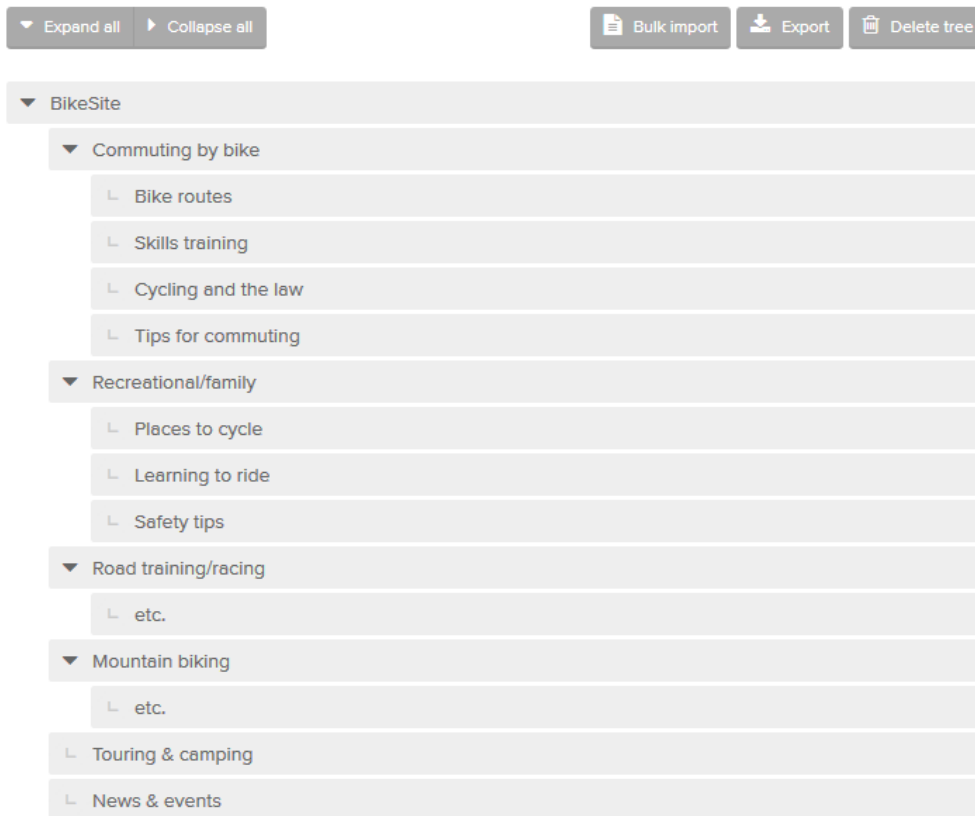 Expand all Collapse all Bulk import Export Delete tree
BikeSite
Commuting by bike
Bike routes
Skills training
Cycling and the law
Tips for commuting
Recreational/family
Places to cycle
Learning to ride
Safety tips
Road training/racing
etc.
Mountain biking
etc.
Touring & camping
News & events